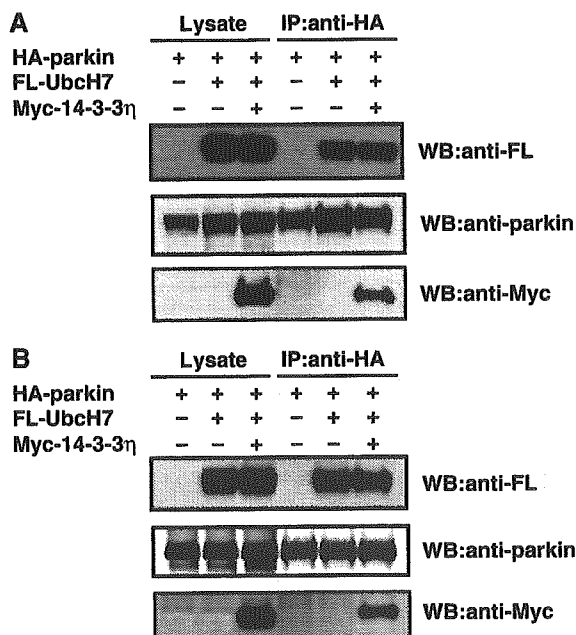 A
Lysate IP:anti-HA
HA-parkin + + + + + +
FL-UbcH7 – + + – + +
Myc-14-3-3η – – + – – +
WB:anti-FL
WB:anti-parkin
WB:anti-Myc
B
Lysate IP:anti-HA
HA-parkin + + + + + +
FL-UbcH7 – + + – + +
Myc-14-3-3η – – + – – +
WB:anti-FL
WB:anti-parkin
WB:anti-Myc